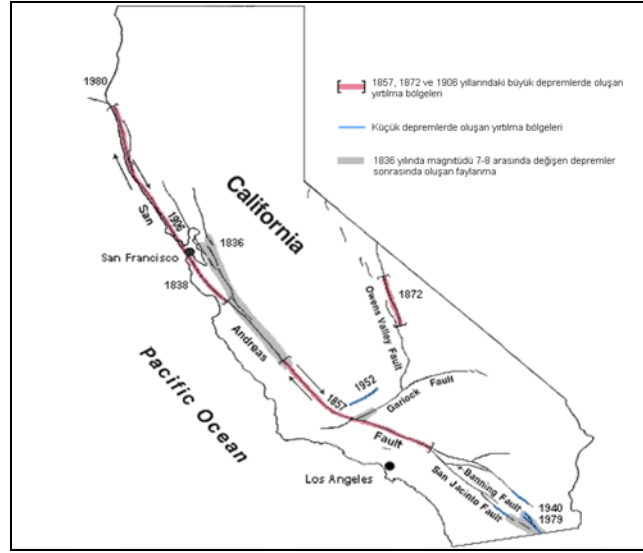 1980
1857, 1872 ve 1906 yıllarındaki büyük depremlerde oluşan
yırtılma bölgeleri
Küçük depremlerde oluşan yırtılma bölgeleri
1836 yılında magnitüdü 7-8 arasında değişen depremler
sonrasında oluşan faylanma
California
San
1906
1836
San Francisco
1838
Andreas
1872
Owens Valley Fault
Pacific Ocean
1952
Garlock Fault
1857
Fault
Los Angeles
Banning Fault
San Jacinto Fault
1940
1979